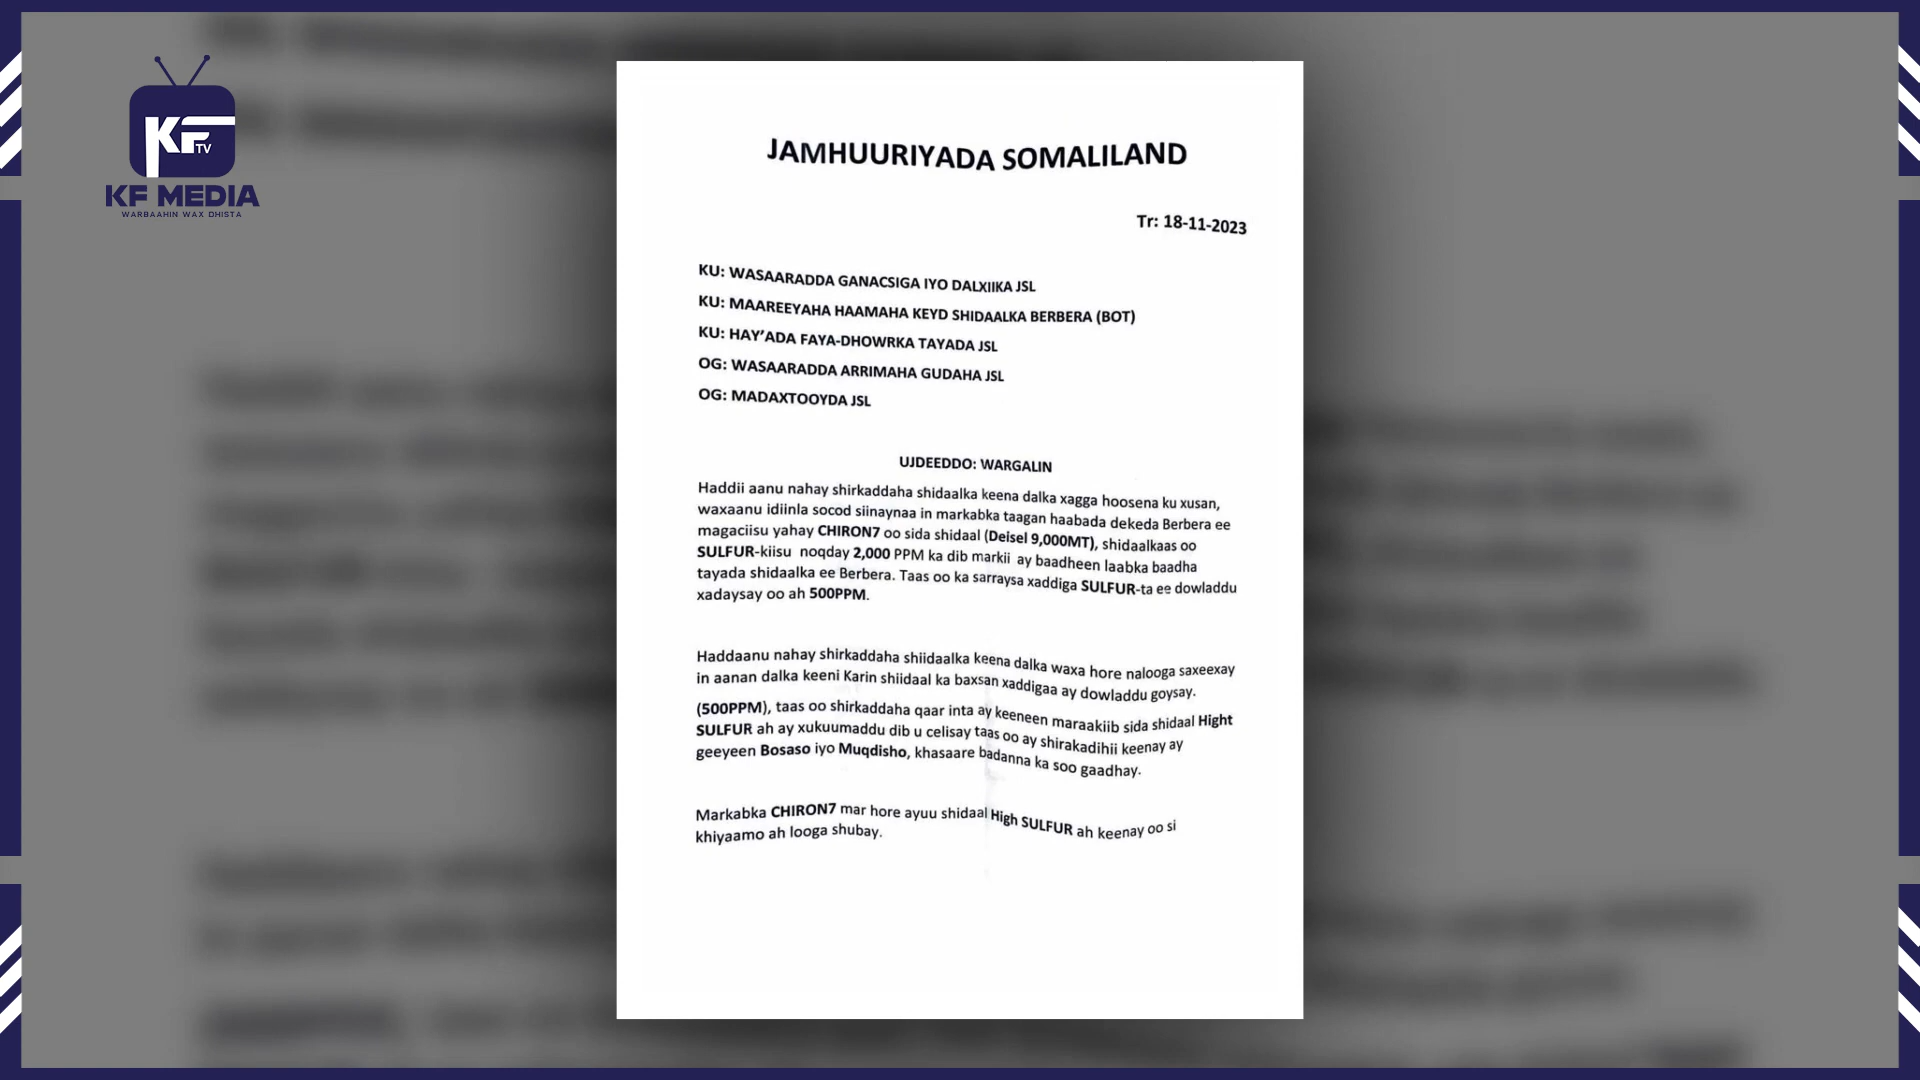 KF TV
KF MEDIA
WARBAAHIN WAX DHISTA
JAMHUURIYADA SOMALILAND
Tr: 18-11-2023
KU: WASAARADDA GANACSIGA IYO DALXIIKA JSL
KU: MAAREEYAHA HAAMAHA KEYD SHIDAALKA BERBERA (BOT)
KU: HAY’ADA FAYA-DHOWRKA TAYADA JSL
OG: WASAARADDA ARRIMAHA GUDAHA JSL
OG: MADAXTOOYDA JSL
UJDEEDDO: WARGALIN
Haddii aanu nahay shirkaddaha shidaalka keena dalka xagga hoosena ku xusan,
waxaanu idiinla socod siinaynaa in markabka taagan haabada dekeda Berbera ee
magaciisu yahay CHIRON7 oo sida shidaal (Deisel 9,000MT), shidaalkaas oo
SULFUR-kiisu noqday 2,000 PPM ka dib markii ay baadheen laabka baadha
tayada shidaalka ee Berbera. Taas oo ka sarraysa xaddiga SULFUR-ta ee dowladdu
xadaysay oo ah 500PPM.
Haddaanu nahay shirkaddaha shiidaalka keena dalka waxa hore nalooga saxeexay
in aanan dalka keeni Karin shiidaal ka baxsan xaddigaa ay dowladdu goysay.
(500PPM), taas oo shirkaddaha qaar inta ay keeneen maraakiib sida shidaal Hight
SULFUR ah ay xukuumaddu dib u celisay taas oo ay shirakadihii keenay ay
geeyeen Bosaso iyo Muqdisho, khasaare badanna ka soo gaadhay.
Markabka CHIRON7 mar hore ayuu shidaal High SULFUR ah keenay oo si
khiyaamo ah looga shubay.